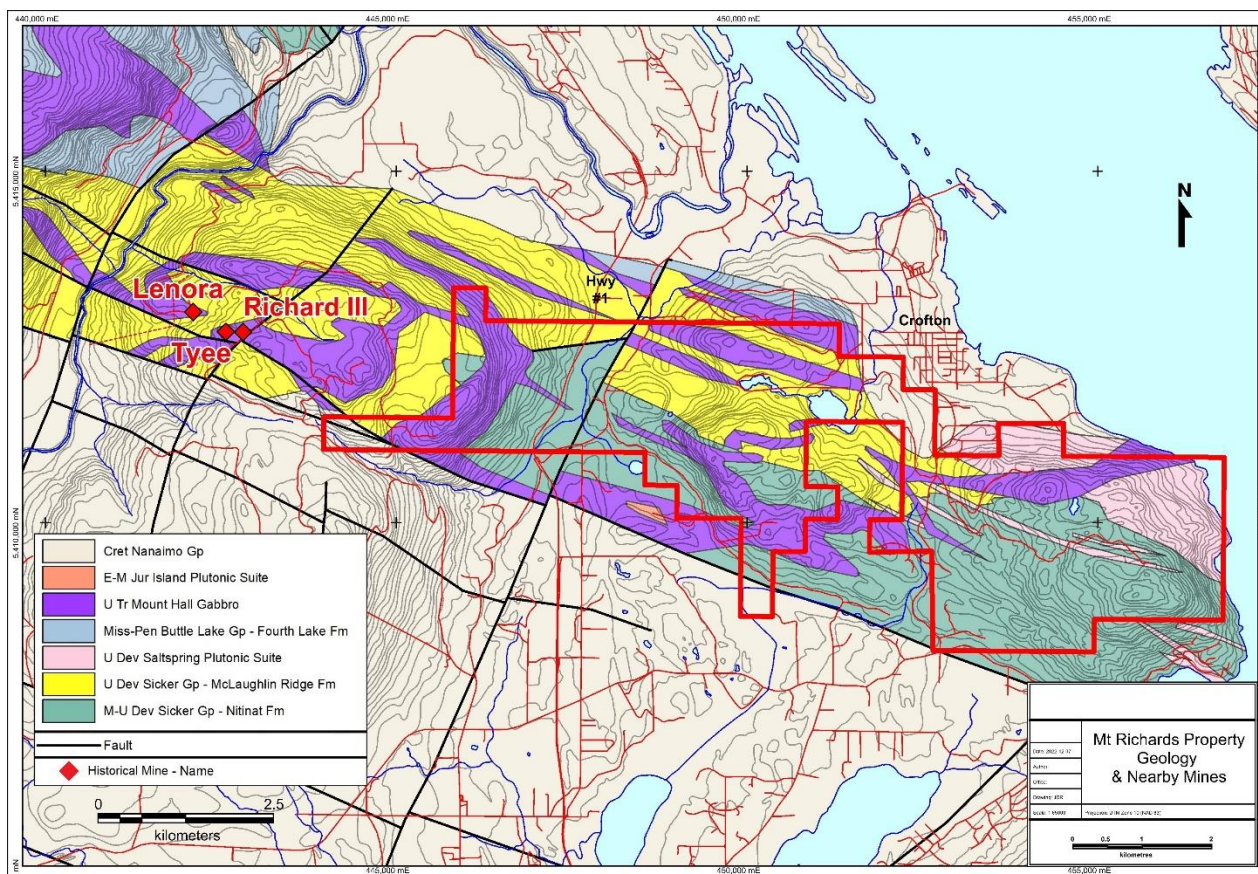 440,000 mE
445,000 mE
450,000 mE
455,000 mE
5,415,000 mN
N
Hwy
#1
Crofton
Lenora
Richard III
Tyee
5,410,000 mN
Cret Nanaimo Gp
E-M Jur Island Plutonic Suite
U Tr Mount Hall Gabbro
Miss-Pen Buttle Lake Gp - Fourth Lake Fm
U Dev Saltspring Plutonic Suite
U Dev Sicker Gp - McLaughlin Ridge Fm
M-U Dev Sicker Gp - Nitinat Fm
Fault
Historical Mine - Name
0 2.5
kilometers
Mt Richards Property
Geology
& Nearby Mines
Author:
Office:
0 0.5 1 2
kilometres
mN
445,000 mE
450,000 mE
455,000 mE